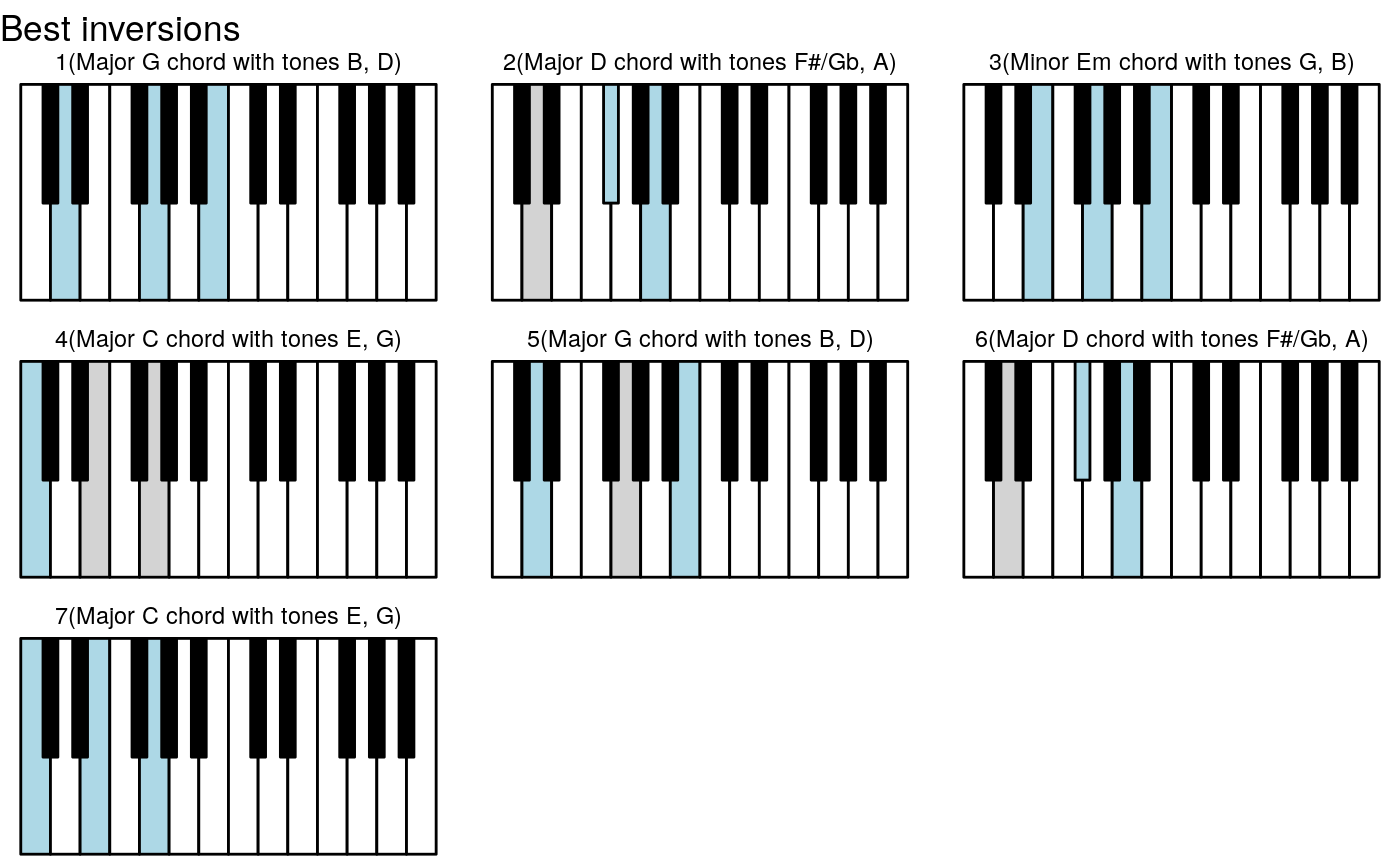 Best inversions
1(Major G chord with tones B, D)
2(Major D chord with tones F#/Gb, A)
3(Minor Em chord with tones G, B)
4(Major C chord with tones E, G)
5(Major G chord with tones B, D)
6(Major D chord with tones F#/Gb, A)
7(Major C chord with tones E, G)